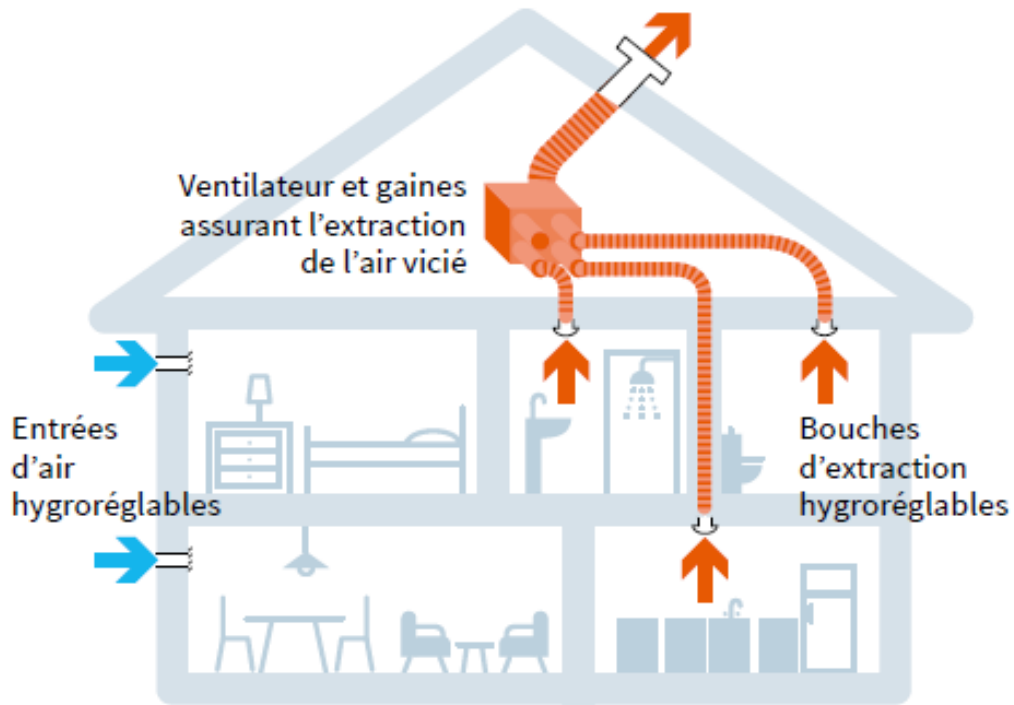 Ventilateur et gaines
assurant l’extraction
de l’air vicié
Entrées
d’air
hygroréglables
Bouches
d’extraction
hygroréglables